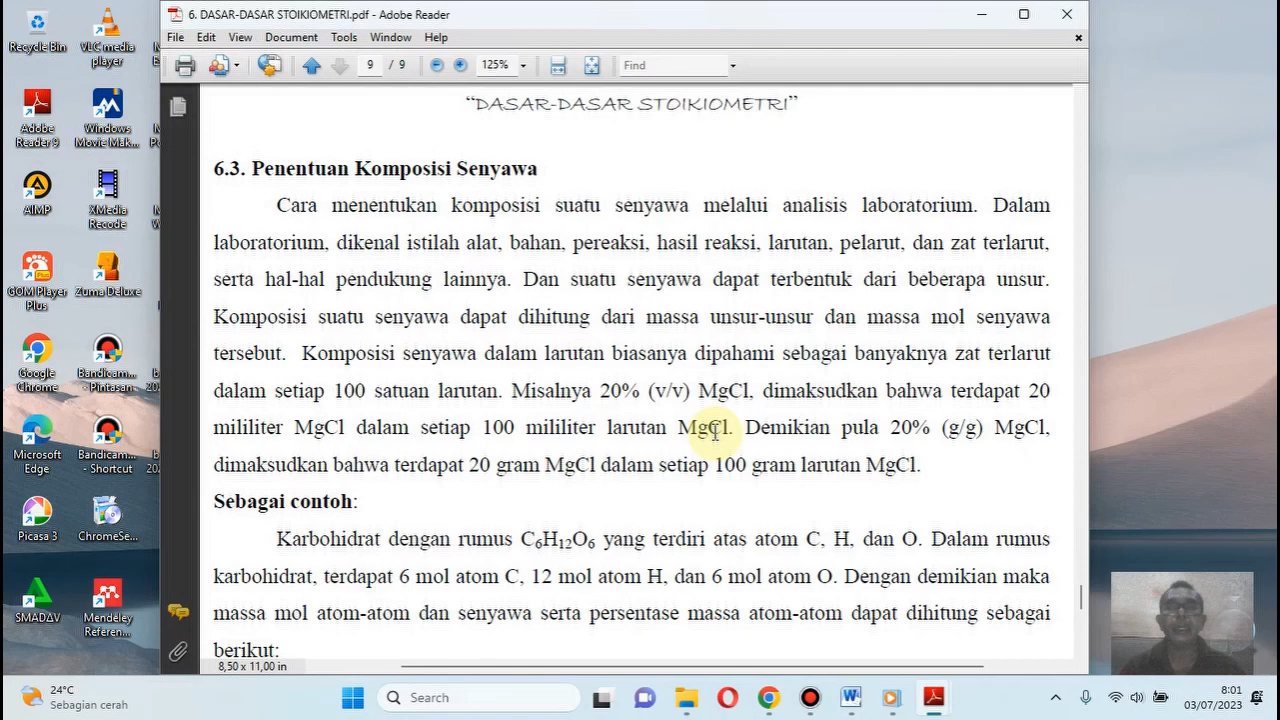 Recycle Bin
VLC media player
Adobe Reader 9
Windows Movie Mak...
AIMP
XMedia Recode
GOM Player Plus
Zuma Deluxe
Google Chrome
Bandicam... - Pintasan
Microsoft Edge
Bandicam... - Shortcut
Picasa 3
ChromeSe...
SMADΔV
Mendeley Referen...
6. DASAR-DASAR STOIKIOMETRI.pdf - Adobe Reader
File Edit View Document Tools Window Help
9 / 9 125% Find
“DASAR-DASAR STOIKIOMETRI”
6.3. Penentuan Komposisi Senyawa
Cara menentukan komposisi suatu senyawa melalui analisis laboratorium. Dalam
laboratorium, dikenal istilah alat, bahan, pereaksi, hasil reaksi, larutan, pelarut, dan zat terlarut,
serta hal-hal pendukung lainnya. Dan suatu senyawa dapat terbentuk dari beberapa unsur.
Komposisi suatu senyawa dapat dihitung dari massa unsur-unsur dan massa mol senyawa
tersebut. Komposisi senyawa dalam larutan biasanya dipahami sebagai banyaknya zat terlarut
dalam setiap 100 satuan larutan. Misalnya 20% (v/v) MgCl, dimaksudkan bahwa terdapat 20
mililiter MgCl dalam setiap 100 mililiter larutan MgCl. Demikian pula 20% (g/g) MgCl,
dimaksudkan bahwa terdapat 20 gram MgCl dalam setiap 100 gram larutan MgCl.
Sebagai contoh:
Karbohidrat dengan rumus C₆H₁₂O₆ yang terdiri atas atom C, H, dan O. Dalam rumus
karbohidrat, terdapat 6 mol atom C, 12 mol atom H, dan 6 mol atom O. Dengan demikian maka
massa mol atom-atom dan senyawa serta persentase massa atom-atom dapat dihitung sebagai
berikut:
8,50 x 11,00 in
24°C
Sebagian cerah
Search
8:01
03/07/2023